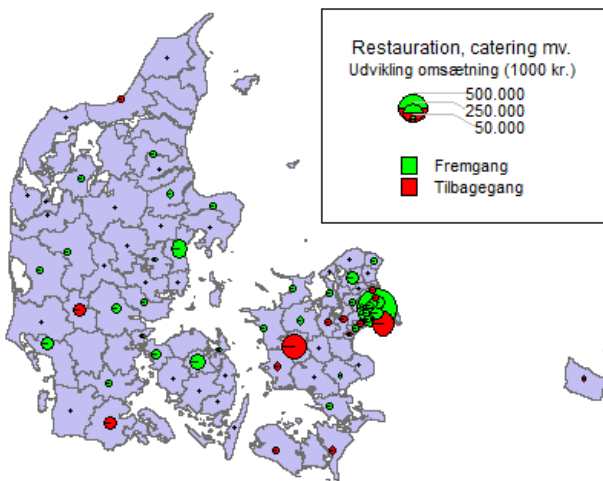 Restauration, catering mv.
Udvikling omsætning (1000 kr.)
500.000
250.000
50.000
Fremgang
Tilbagegang